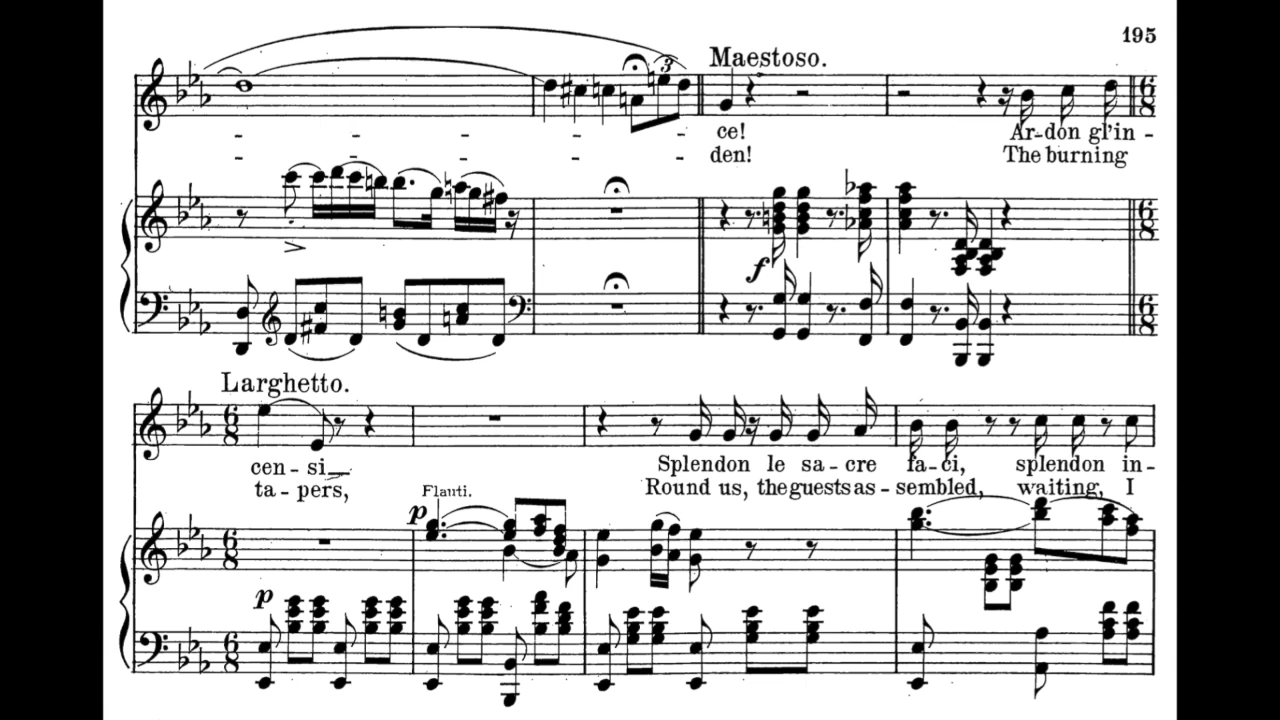 195
Maestoso.
3
- - - - - ce! Ar-don gl'in-
- - - - - den! The burning
f
Larghetto.
cen-si Splendon le sa-cre fa-ci, splendon in-
ta-pers, Round us, the guests as-sembled, waiting, I
Flauti.
p
p